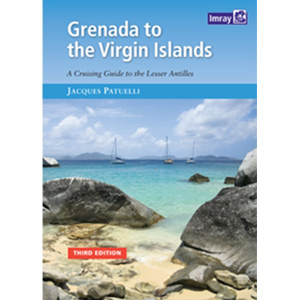 Imray
Grenada to
the Virgin Islands
A Cruising Guide to the Lesser Antilles
Jacques Patuelli
THIRD EDITION